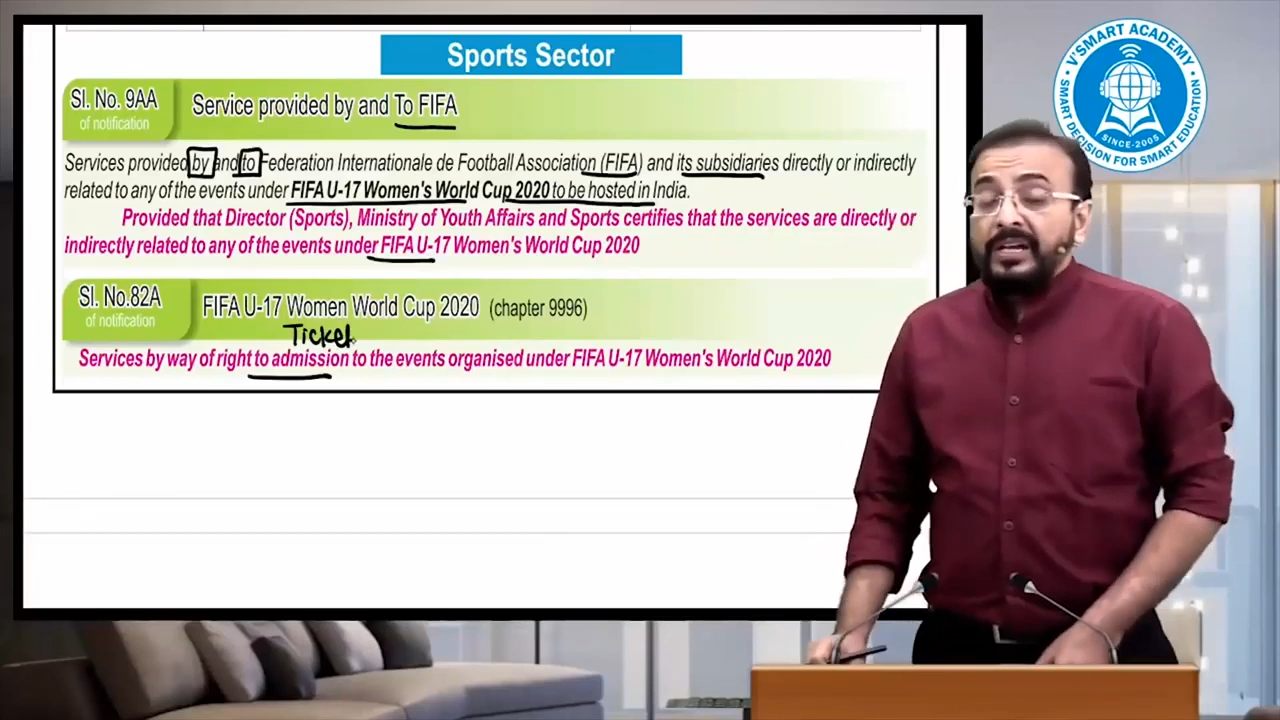 Sports Sector
Sl. No. 9AA
of notification
Service provided by and To FIFA
Services provided by and to Federation Internationale de Football Association (FIFA) and its subsidiaries directly or indirectly
related to any of the events under FIFA U-17 Women's World Cup 2020 to be hosted in India.
Provided that Director (Sports), Ministry of Youth Affairs and Sports certifies that the services are directly or
indirectly related to any of the events under FIFA U-17 Women's World Cup 2020
Sl. No.82A
of notification
FIFA U-17 Women World Cup 2020 (chapter 9996)
Ticket
Services by way of right to admission to the events organised under FIFA U-17 Women's World Cup 2020
V'SMART ACADEMY
SMART DECISION FOR SMART EDUCATION
SINCE-2005